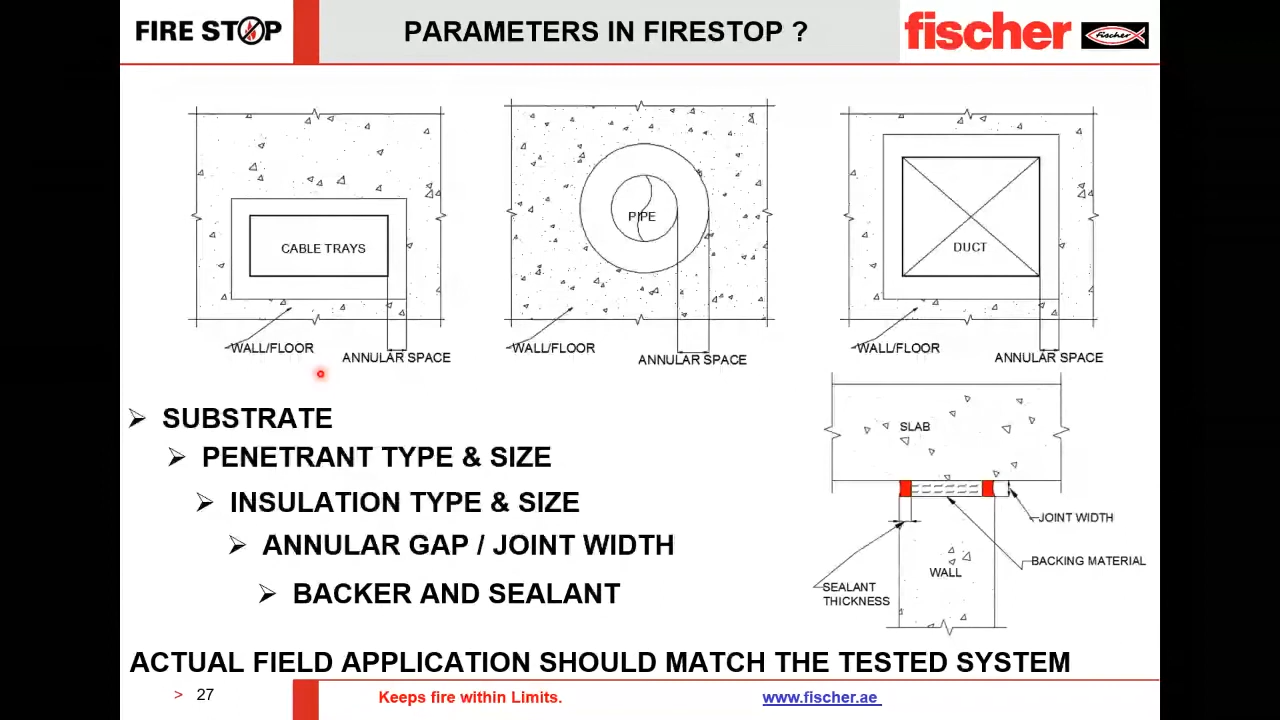 FIRE STOP
PARAMETERS IN FIRESTOP ?
fischer
fischer
CABLE TRAYS
WALL/FLOOR
ANNULAR SPACE
PIPE
WALL/FLOOR
ANNULAR SPACE
DUCT
WALL/FLOOR
ANNULAR SPACE
➢ SUBSTRATE
➢ PENETRANT TYPE & SIZE
➢ INSULATION TYPE & SIZE
➢ ANNULAR GAP / JOINT WIDTH
➢ BACKER AND SEALANT
SLAB
JOINT WIDTH
BACKING MATERIAL
WALL
SEALANT
THICKNESS
ACTUAL FIELD APPLICATION SHOULD MATCH THE TESTED SYSTEM
> 27
Keeps fire within Limits.
www.fischer.ae